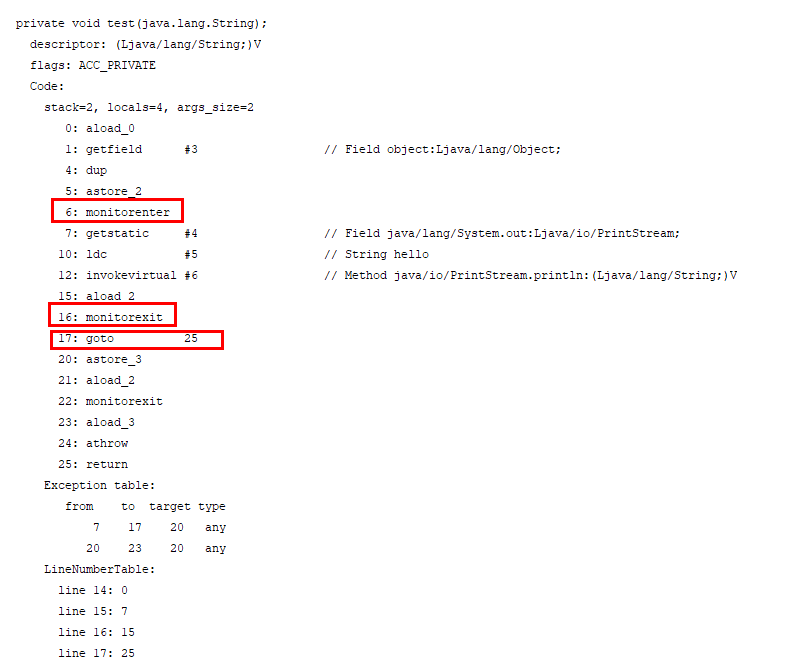 private void test(java.lang.String);
descriptor: (Ljava/lang/String;)V
flags: ACC_PRIVATE
Code:
stack=2, locals=4, args_size=2
0: aload_0
1: getfield #3 // Field object:Ljava/lang/Object;
4: dup
5: astore_2
6: monitorenter
7: getstatic #4 // Field java/lang/System.out:Ljava/io/PrintStream;
10: ldc #5 // String hello
12: invokevirtual #6 // Method java/io/PrintStream.println:(Ljava/lang/String;)V
15: aload_2
16: monitorexit
17: goto 25
20: astore_3
21: aload_2
22: monitorexit
23: aload_3
24: athrow
25: return
Exception table:
from to target type
7 17 20 any
20 23 20 any
LineNumberTable:
line 14: 0
line 15: 7
line 16: 15
line 17: 25